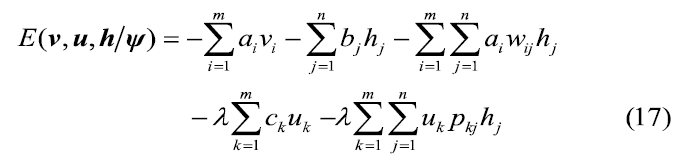 E(v, u, h/ψ) = −∑_{i=1}^{m} a_i v_i − ∑_{j=1}^{n} b_j h_j − ∑_{i=1}^{m} ∑_{j=1}^{n} a_i w_{ij} h_j
− λ ∑_{k=1}^{m} c_k u_k − λ ∑_{k=1}^{m} ∑_{j=1}^{n} u_k p_{kj} h_j (17)